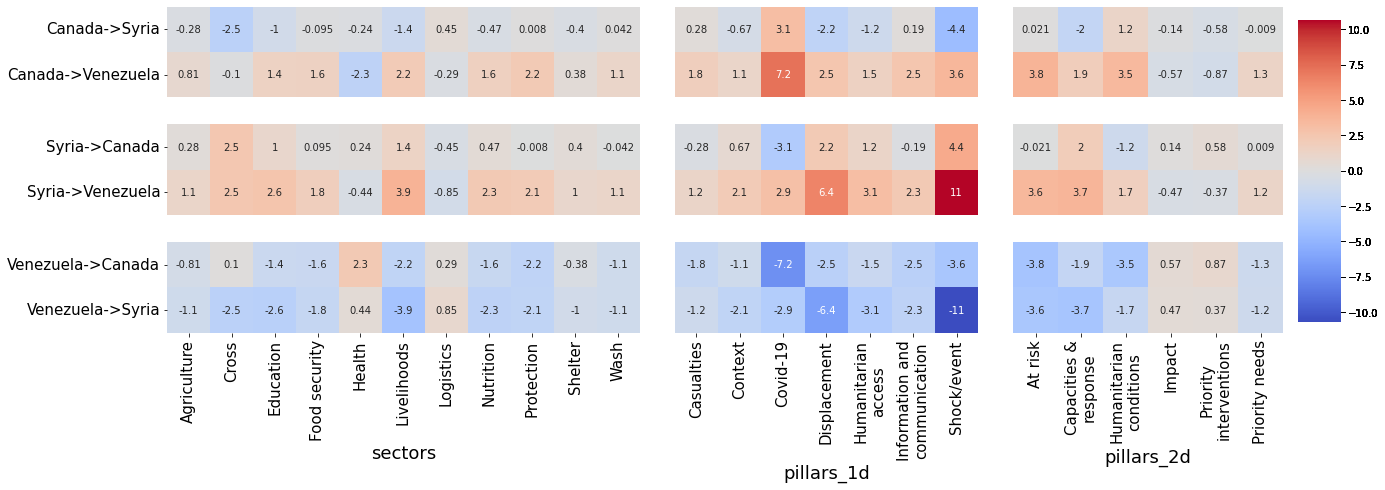 Canada->Syria -0.28 -2.5 -1 -0.095 -0.24 -1.4 0.45 -0.47 0.008 -0.4 0.042 0.28 -0.67 3.1 -2.2 -1.2 0.19 -4.4 0.021 -2 1.2 -0.14 -0.58 -0.009
Canada->Venezuela 0.81 -0.1 1.4 1.6 -2.3 2.2 -0.29 1.6 2.2 0.38 1.1 1.8 1.1 7.2 2.5 1.5 2.5 3.6 3.8 1.9 3.5 -0.57 -0.87 1.3
Syria->Canada 0.28 2.5 1 0.095 0.24 1.4 -0.45 0.47 -0.008 0.4 -0.042 -0.28 0.67 -3.1 2.2 1.2 -0.19 4.4 -0.021 2 -1.2 0.14 0.58 0.009
Syria->Venezuela 1.1 2.5 2.6 1.8 -0.44 3.9 -0.85 2.3 2.1 1 1.1 1.2 2.1 2.9 6.4 3.1 2.3 11 3.6 3.7 1.7 -0.47 -0.37 1.2
Venezuela->Canada -0.81 0.1 -1.4 -1.6 2.3 -2.2 0.29 -1.6 -2.2 -0.38 -1.1 -1.8 -1.1 -7.2 -2.5 -1.5 -2.5 -3.6 -3.8 -1.9 -3.5 0.57 0.87 -1.3
Venezuela->Syria -1.1 -2.5 -2.6 -1.8 0.44 -3.9 0.85 -2.3 -2.1 -1 -1.1 -1.2 -2.1 -2.9 -6.4 -3.1 -2.3 -11 -3.6 -3.7 -1.7 0.47 0.37 -1.2
Agriculture
Cross
Education
Food security
Health
Livelihoods
Logistics
Nutrition
Protection
Shelter
Wash
sectors
Casualties
Context
Covid-19
Displacement
Humanitarian
access
Information and
communication
Shock/event
pillars_1d
At risk
Capacities &
response
Humanitarian
conditions
Impact
Priority
interventions
Priority needs
pillars_2d
10.0
7.5
5.0
2.5
0.0
−2.5
−5.0
−7.5
−10.0